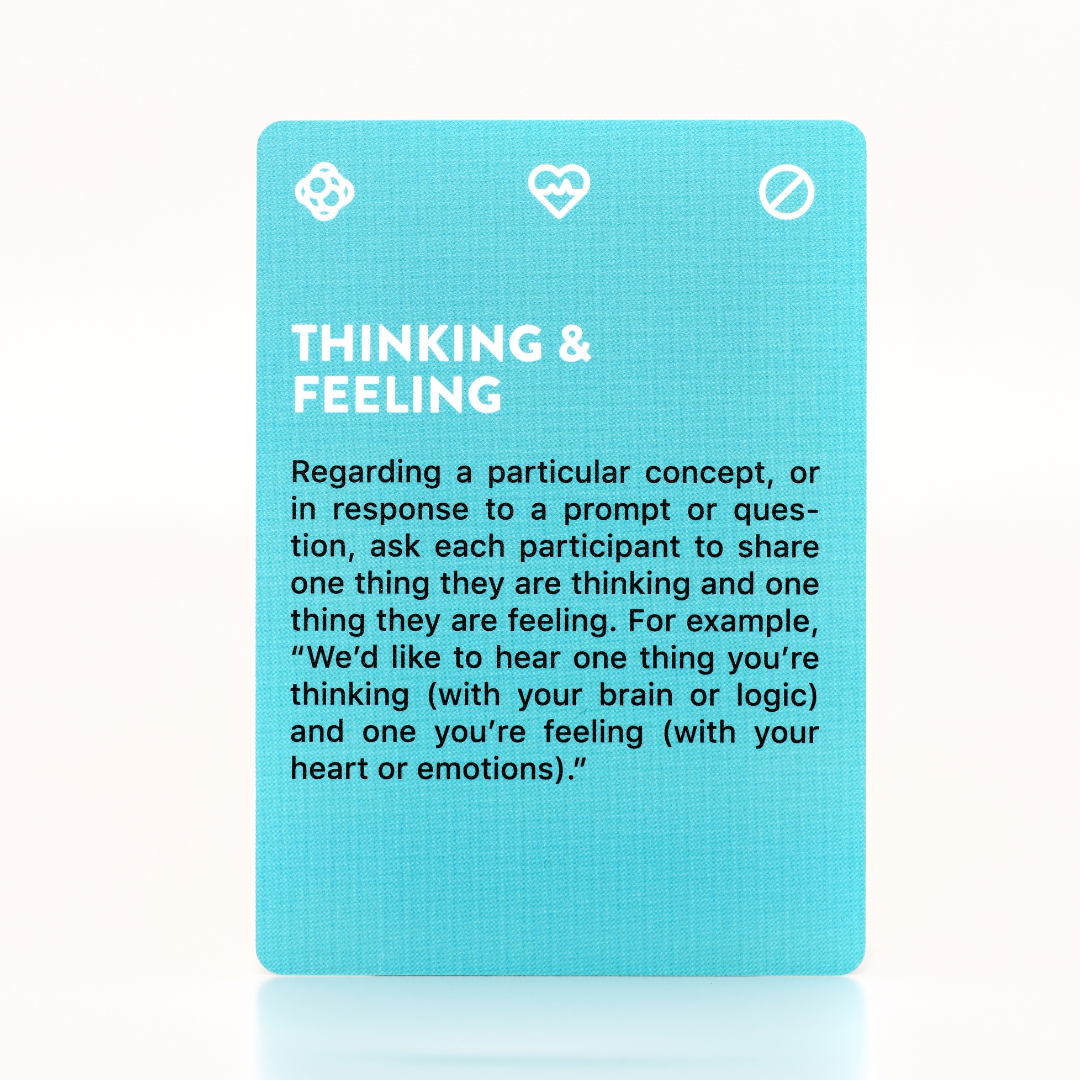 THINKING &
FEELING
Regarding a particular concept, or
in response to a prompt or ques-
tion, ask each participant to share
one thing they are thinking and one
thing they are feeling. For example,
“We’d like to hear one thing you’re
thinking (with your brain or logic)
and one you’re feeling (with your
heart or emotions).”